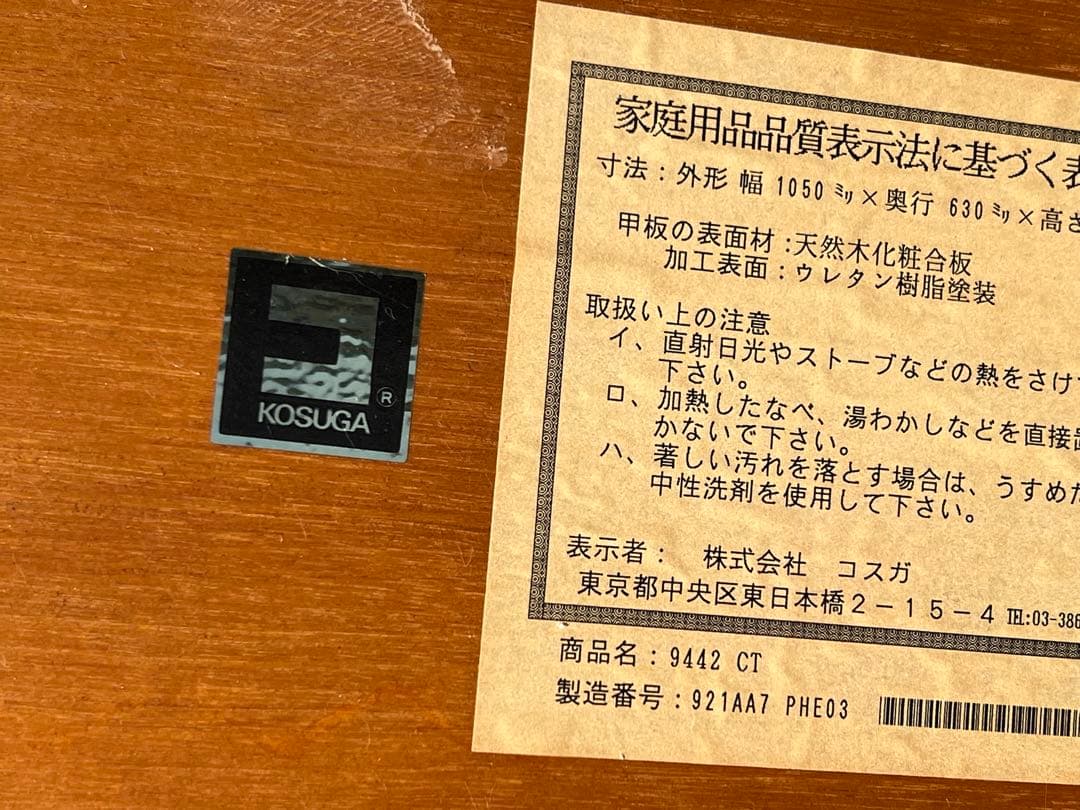 KOSUGA
®
家庭用品品質表示法に基づく表
寸法：外形 幅 1050 ㍉×奥行 630 ㍉×高さ
甲板の表面材：天然木化粧合板
加工表面：ウレタン樹脂塗装
取扱い上の注意
イ、直射日光やストーブなどの熱をさけて
下さい。
ロ、加熱したなべ、湯わかしなどを直接置
かないで下さい。
ハ、著しい汚れを落とす場合は、うすめた
中性洗剤を使用して下さい。
表示者： 株式会社 コスガ
東京都中央区東日本橋２－１５－４ ℡:03-386
商品名：9442 CT
製造番号：921AA7 PHE03